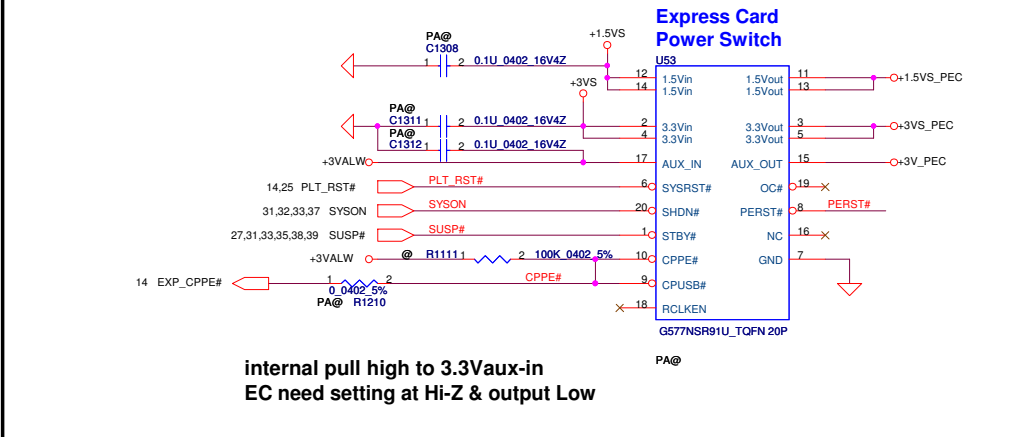 Express Card
Power Switch
+1.5VS
PA@
C1308
U53
1 2 0.1U_0402_16V4Z
12 1.5Vin 1.5Vout 11 +1.5VS_PEC
14 1.5Vin 1.5Vout 13
+3VS
PA@
C1311 1 2 0.1U_0402_16V4Z
2 3.3Vin 3.3Vout 3 +3VS_PEC
PA@
4 3.3Vin 3.3Vout 5
C1312 1 2 0.1U_0402_16V4Z
+3VALW 17 AUX_IN AUX_OUT 15 +3V_PEC
14,25 PLT_RST# PLT_RST# 6 SYSRST# OC# 19
31,32,33,37 SYSON SYSON 20 SHDN# PERST# 8 PERST#
27,31,33,35,38,39 SUSP# SUSP# 1 STBY# NC 16
+3VALW @ R1111 1 2 100K_0402_5% 10 CPPE# GND 7
14 EXP_CPPE# 1 2 CPPE# 9 CPUSB#
0_0402_5%
PA@ R1210
18 RCLKEN
G577NSR91U_TQFN 20P
PA@
internal pull high to 3.3Vaux-in
EC need setting at Hi-Z & output Low